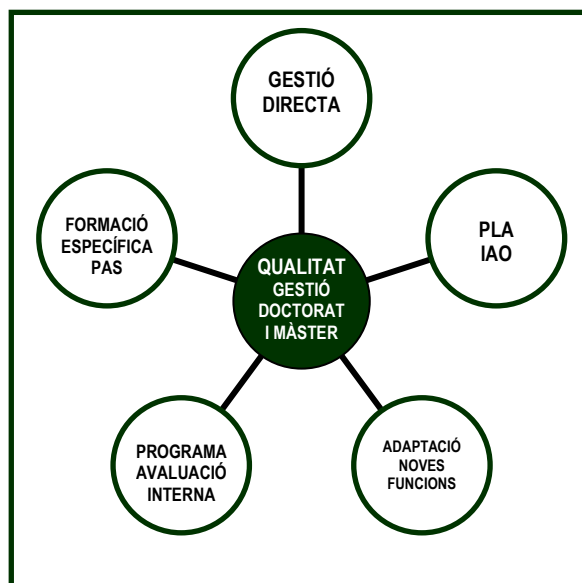 GESTIÓ
DIRECTA
FORMACIÓ
ESPECÍFICA
PAS
PLA
IAO
QUALITAT
GESTIÓ
DOCTORAT
I MÀSTER
PROGRAMA
AVALUACIÓ
INTERNA
ADAPTACIÓ
NOVES
FUNCIONS